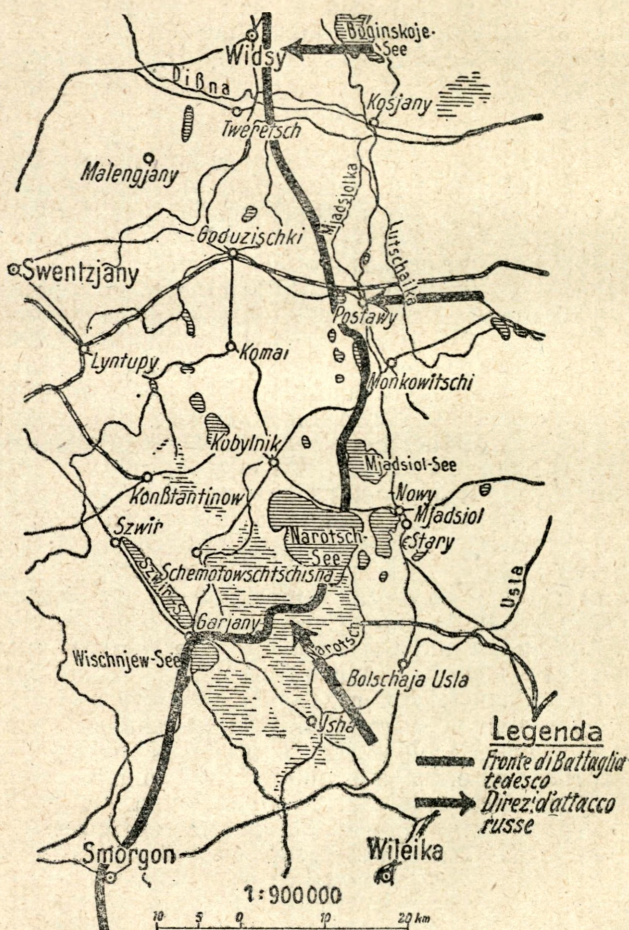 Boginskoje-
See
Widsy
Dißna
Kosjany
Tweretsch
Malengjany
Mjadsiolka
Lutschaika
Goduzischki
Swentzjany
Postawy
Lyntupy
Komai
Monkowitschi
Kobylnik
Mjadsiol-See
Konßtantinow
Nowy
Mjadsiol
Szwir
Narotsch-
See
Stary
Schemotowschtschisna
Szwir-S.
Usla
Garjany
Narotsch
Wischnjew-See
Bolschaja Usla
Usha
Legenda
Fronte di Battaglia
tedesco
Direz: d'attacco
russe
Smorgon
Wileika
1:900000
10 5 0 10 20 km